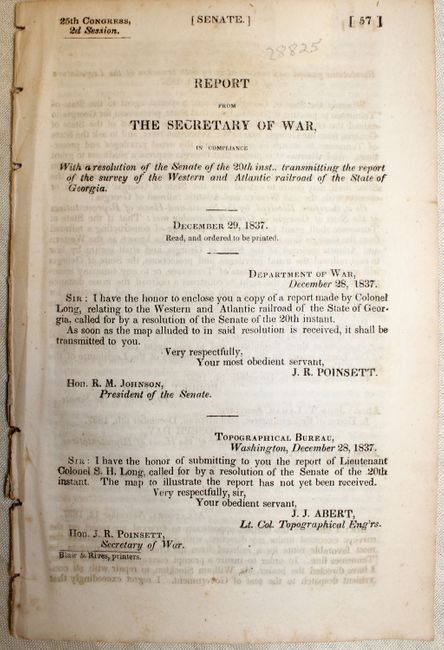 25th Congress, [ SENATE. ] [ 57 ]
2d Session.
28825
REPORT
FROM
THE SECRETARY OF WAR,
IN COMPLIANCE
With a resolution of the Senate of the 20th inst., transmitting the report
of the survey of the Western and Atlantic railroad of the State of
Georgia.
December 29, 1837.
Read, and ordered to be printed.
Department of War,
December 28, 1837.
Sir: I have the honor to enclose you a copy of a report made by Colonel
Long, relating to the Western and Atlantic railroad of the State of Geor-
gia, called for by a resolution of the Senate of the 20th instant.
As soon as the map alluded to in said resolution is received, it shall be
transmitted to you.
Very respectfully,
Your most obedient servant,
J. R. POINSETT.
Hon. R. M. Johnson,
President of the Senate.
Topographical Bureau,
Washington, December 28, 1837.
Sir: I have the honor of submitting to you the report of Lieutenant
Colonel S. H. Long, called for by a resolution of the Senate of the 20th
instant. The map to illustrate the report has not yet been received.
Very respectfully, sir,
Your obedient servant,
J. J. ABERT,
Lt. Col. Topographical Eng'rs.
Hon. J. R. Poinsett,
Secretary of War.
Blair & Rives, printers.